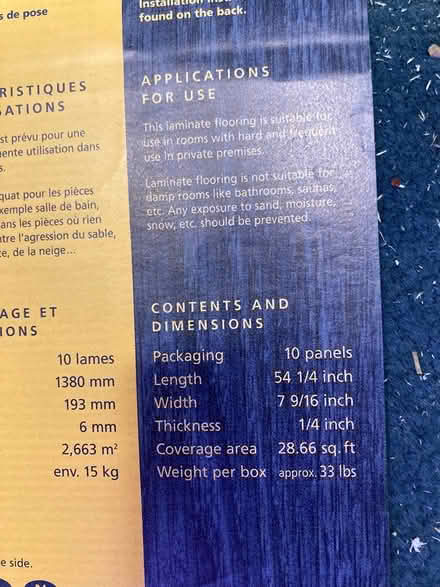 s de pose
RISTIQUES
SATIONS
st prévu pour une
uente utilisation dans
s.
quat pour les pièces
xemple salle de bain,
ans les pièces où rien
ntre l'agression du sable,
te, de la neige...
AGE ET
IONS
10 lames
1380 mm
193 mm
6 mm
2,663 m²
env. 15 kg
e side.
Installation
found on the back.
APPLICATIONS
FOR USE
This laminate flooring is suitable for
use in rooms with hard and frequent
use in private premises.
Laminate flooring is not suitable for
damp rooms like bathrooms, saunas,
etc. Any exposure to sand, moisture,
snow, etc. should be prevented.
CONTENTS AND
DIMENSIONS
Packaging 10 panels
Length 54 1/4 inch
Width 7 9/16 inch
Thickness 1/4 inch
Coverage area 28.66 sq.ft
Weight per box approx. 33 lbs